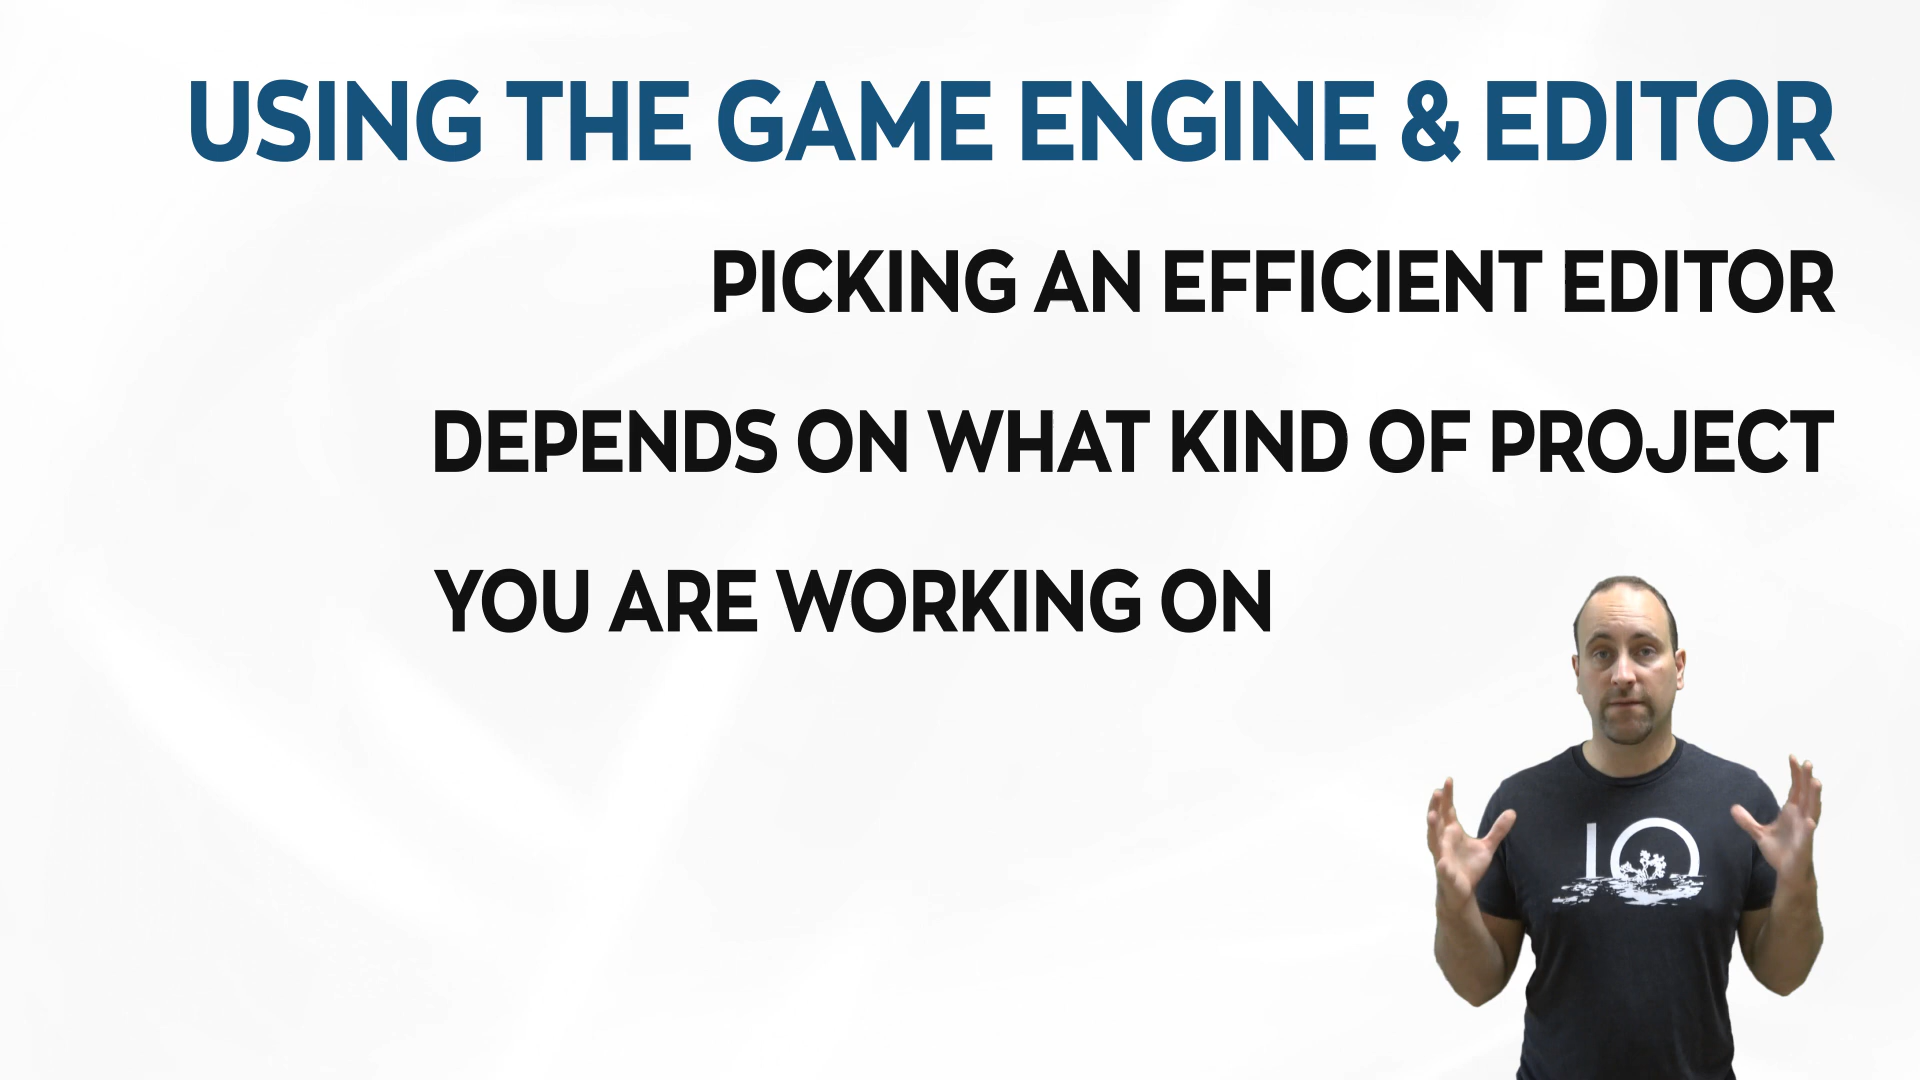 USING THE GAME ENGINE & EDITOR
PICKING AN EFFICIENT EDITOR
DEPENDS ON WHAT KIND OF PROJECT
YOU ARE WORKING ON
10